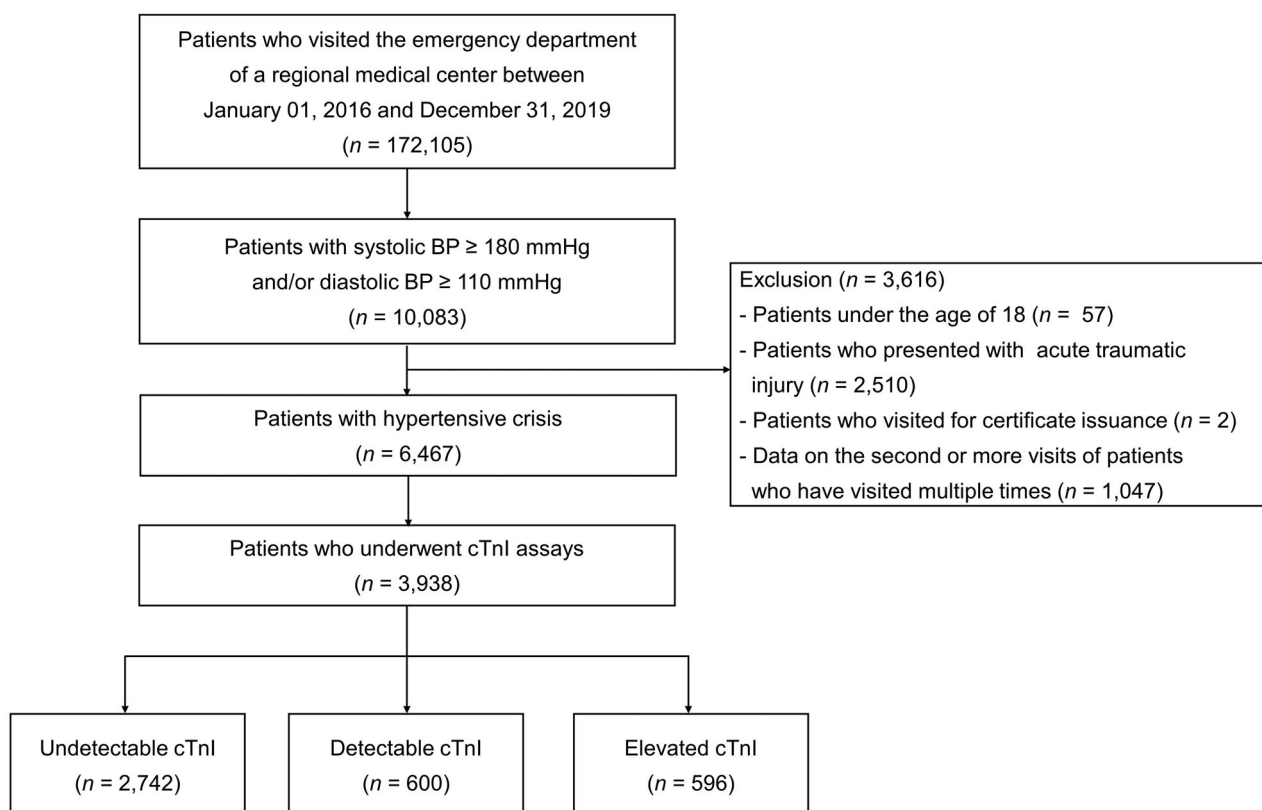 Patients who visited the emergency department
of a regional medical center between
January 01, 2016 and December 31, 2019
(n = 172,105)
Patients with systolic BP ≥ 180 mmHg
and/or diastolic BP ≥ 110 mmHg
(n = 10,083)
Exclusion (n = 3,616)
- Patients under the age of 18 (n = 57)
- Patients who presented with acute traumatic
injury (n = 2,510)
- Patients who visited for certificate issuance (n = 2)
- Data on the second or more visits of patients
who have visited multiple times (n = 1,047)
Patients with hypertensive crisis
(n = 6,467)
Patients who underwent cTnI assays
(n = 3,938)
Undetectable cTnI
(n = 2,742)
Detectable cTnI
(n = 600)
Elevated cTnI
(n = 596)